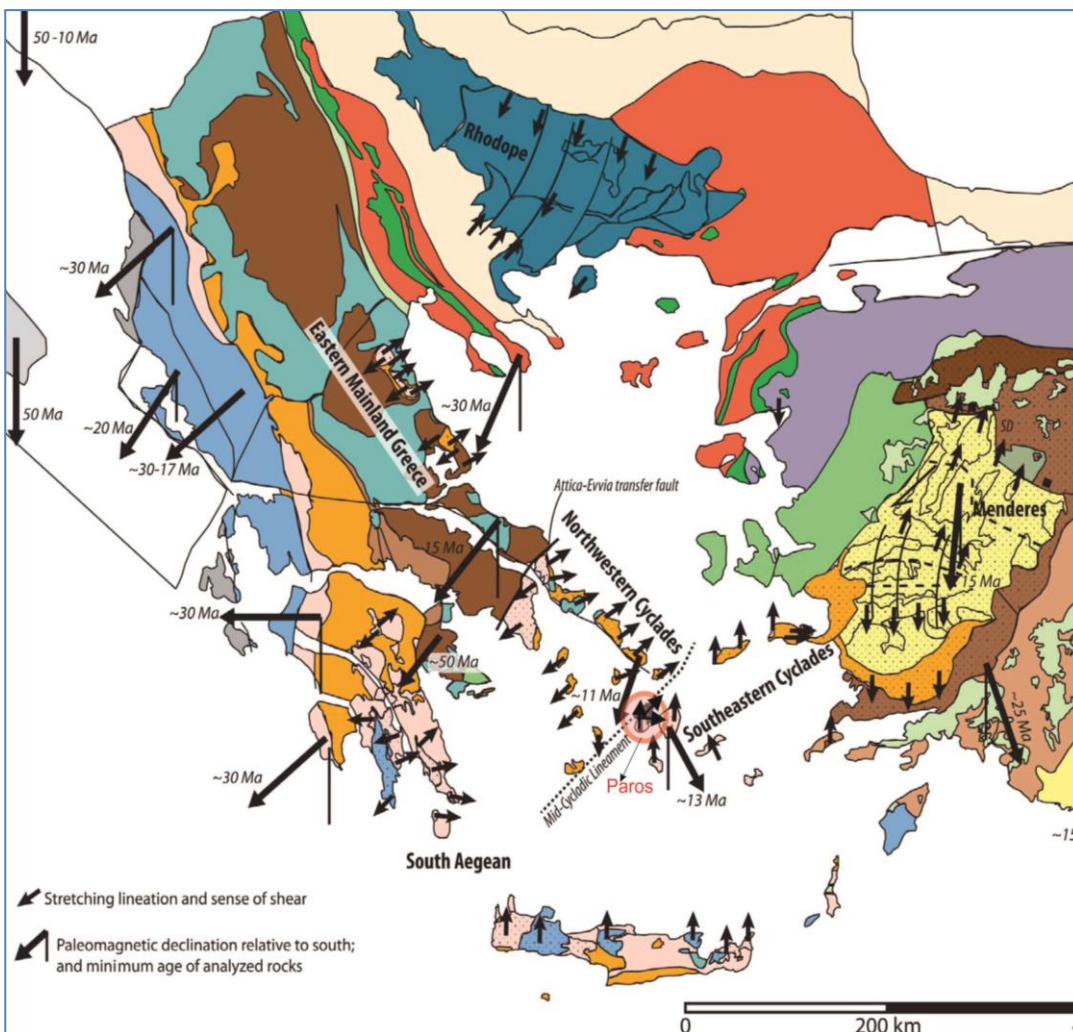 50 -10 Ma
Rhodope
~30 Ma
50 Ma
~20 Ma
~30-17 Ma
Eastern Mainland Greece
~30 Ma
Attica-Evvia transfer fault
SD
Menderes
15 Ma
~15 Ma
Northwestern Cyclades
~30 Ma
~50 Ma
~11 Ma
Southeastern Cyclades
~25 Ma
Mid-Cycladic Lineament
Paros
~30 Ma
~13 Ma
~15
South Aegean
Stretching lineation and sense of shear
Paleomagnetic declination relative to south;
and minimum age of analyzed rocks
0
200 km